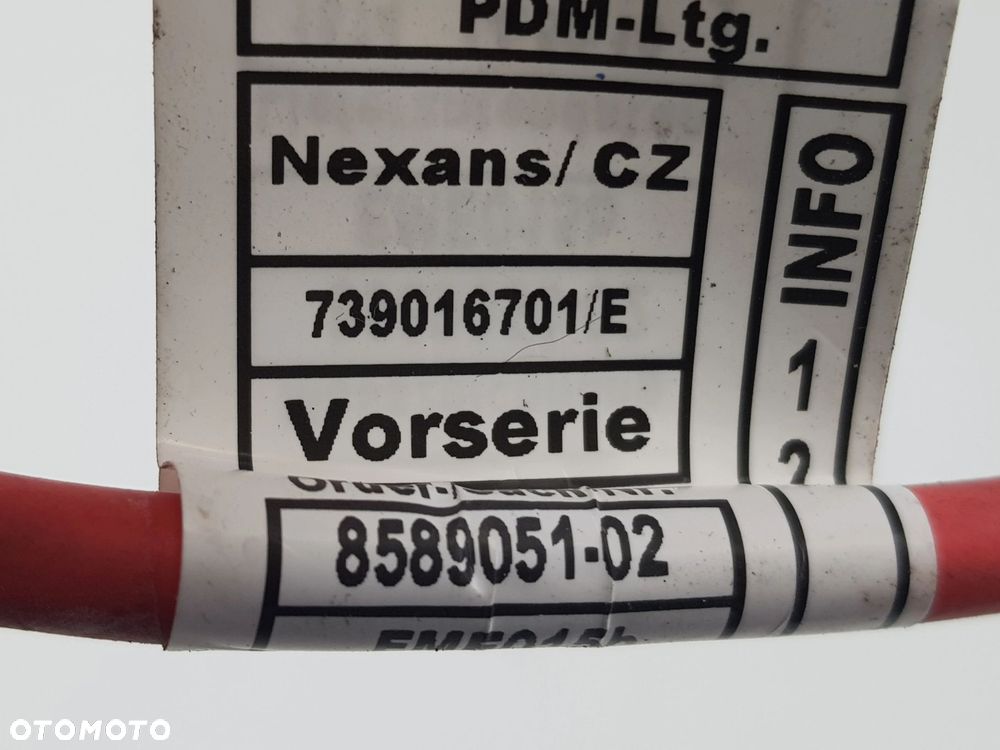 PDM-Ltg.
Nexans/ CZ
739016701/E
Vorserie
INFO
1
2
8589051-02
OTOMOTO